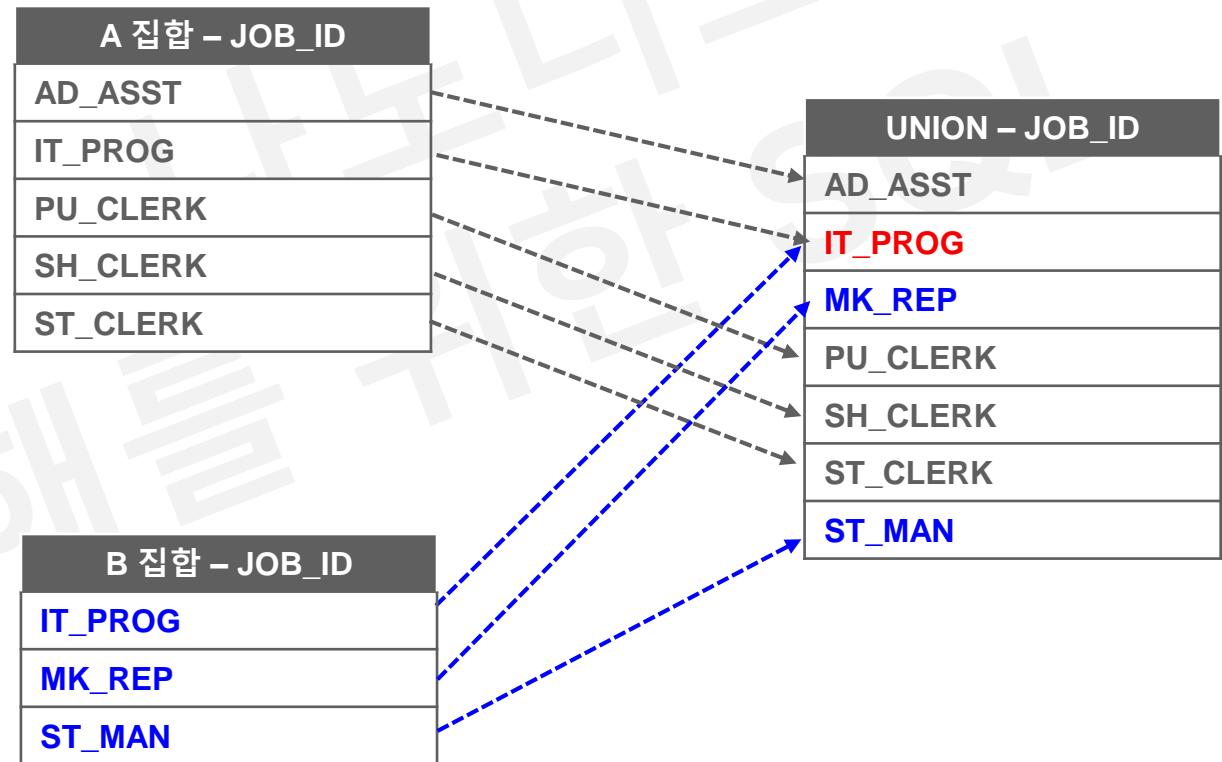 A 집합 – JOB_ID
AD_ASST
IT_PROG
PU_CLERK
SH_CLERK
ST_CLERK
UNION – JOB_ID
AD_ASST
IT_PROG
MK_REP
PU_CLERK
SH_CLERK
ST_CLERK
ST_MAN
B 집합 – JOB_ID
IT_PROG
MK_REP
ST_MAN